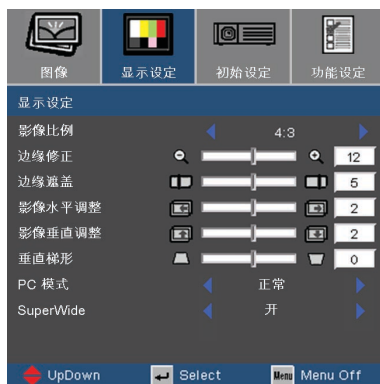 图像 显示设定 初始设定 功能设定
显示设定
影像比例 4:3
边缘修正 12
边缘遮盖 5
影像水平调整 2
影像垂直调整 2
垂直梯形 0
PC 模式 正常
SuperWide 开
UpDown Select Menu Menu Off